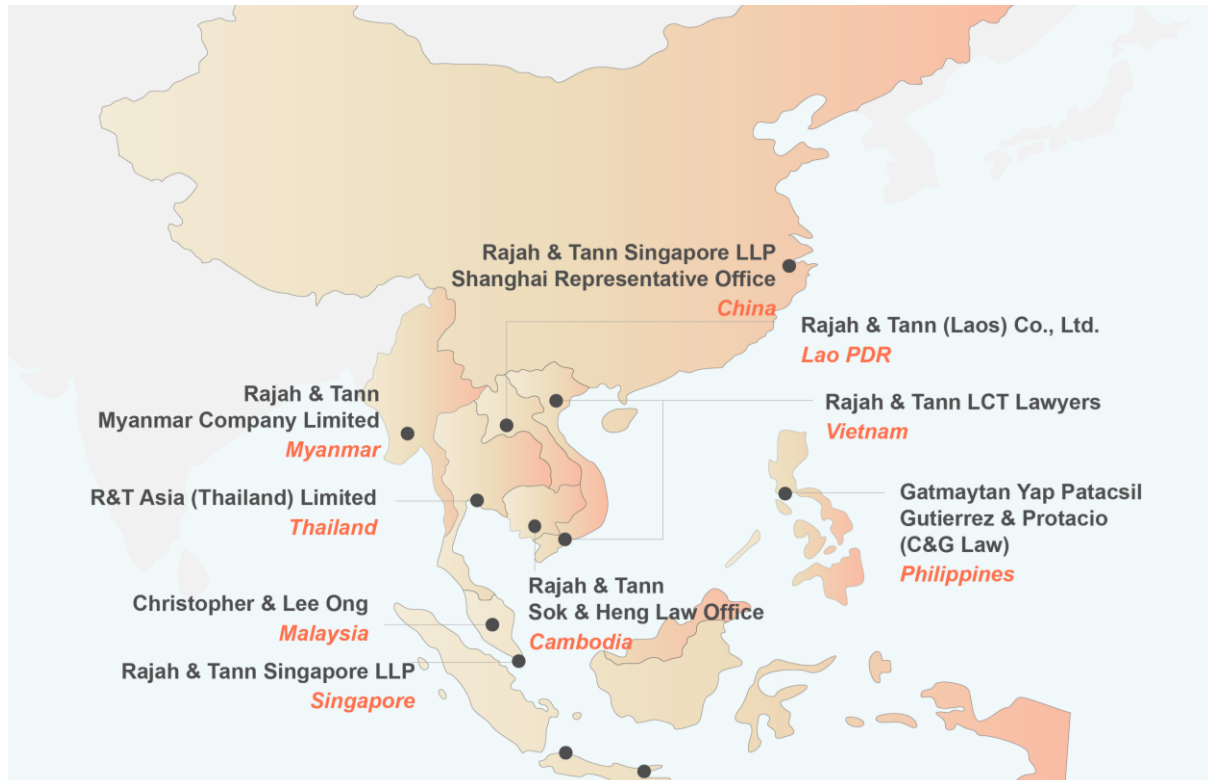 Rajah & Tann Singapore LLP
Shanghai Representative Office
China
Rajah & Tann (Laos) Co., Ltd.
Lao PDR
Rajah & Tann
Myanmar Company Limited
Myanmar
Rajah & Tann LCT Lawyers
Vietnam
R&T Asia (Thailand) Limited
Thailand
Gatmaytan Yap Patacsil
Gutierrez & Protacio
(C&G Law)
Philippines
Rajah & Tann
Sok & Heng Law Office
Cambodia
Christopher & Lee Ong
Malaysia
Rajah & Tann Singapore LLP
Singapore